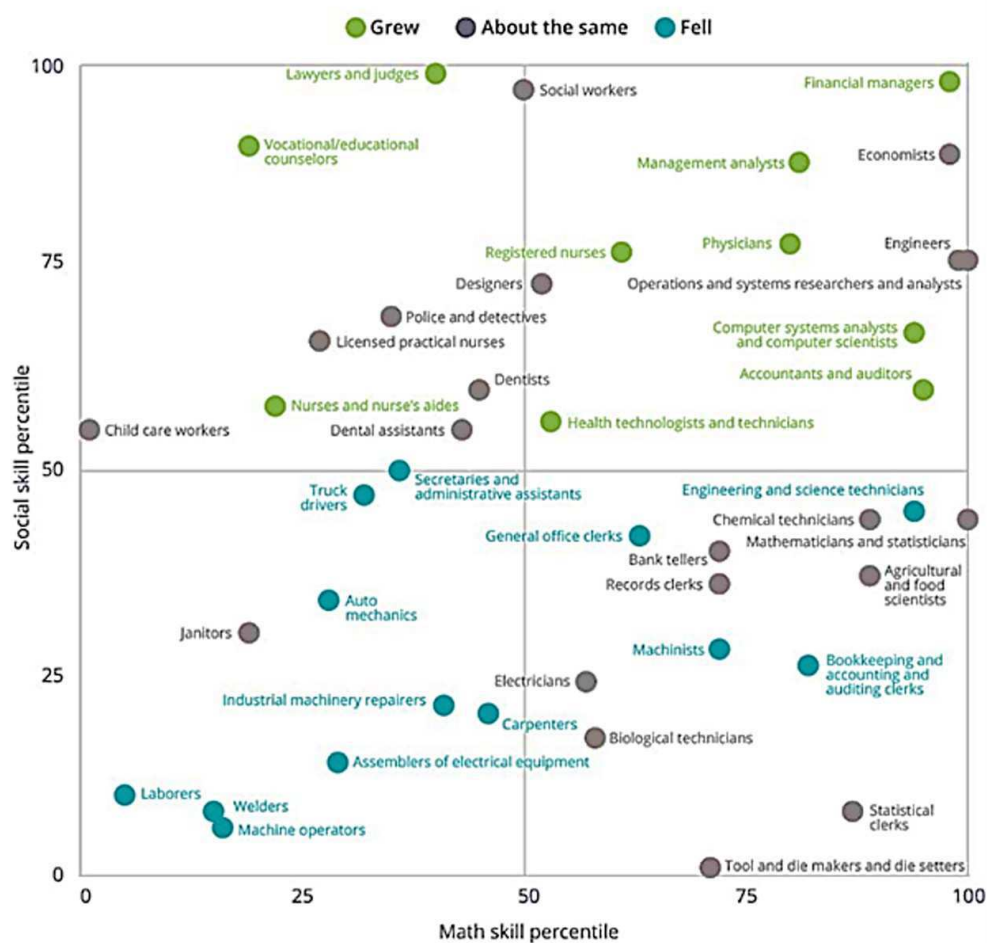 Grew About the same Fell
100
Lawyers and judges
Social workers
Financial managers
Vocational/educational
counselors
Management analysts
Economists
75
Registered nurses
Physicians
Engineers
Designers
Operations and systems researchers and analysts
Police and detectives
Licensed practical nurses
Computer systems analysts
and computer scientists
Dentists
Accountants and auditors
Nurses and nurse's aides
Health technologists and technicians
Child care workers
Dental assistants
50
Secretaries and
administrative assistants
Truck
drivers
Engineering and science technicians
Chemical technicians
General office clerks
Mathematicians and statisticians
Bank tellers
Records clerks
Agricultural
and food
scientists
Auto
mechanics
Janitors
Machinists
Bookkeeping and
accounting and
auditing clerks
25
Electricians
Industrial machinery repairers
Carpenters
Biological technicians
Assemblers of electrical equipment
Laborers
Welders
Machine operators
Statistical
clerks
Tool and die makers and die setters
0
0 25 50 75 100
Social skill percentile
Math skill percentile